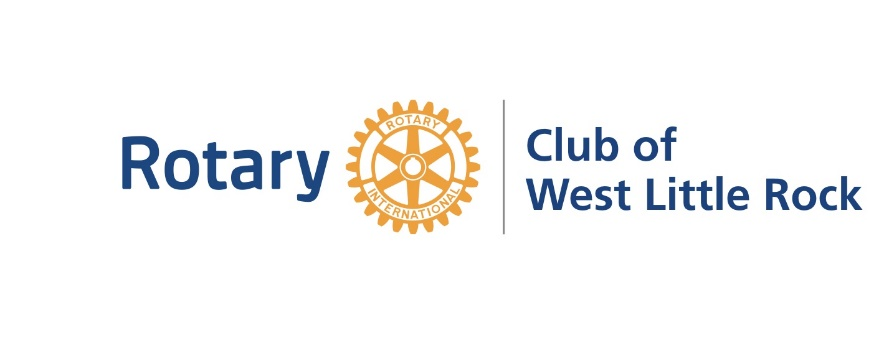 Rotary
ROTARY
INTERNATIONAL
Club of
West Little Rock